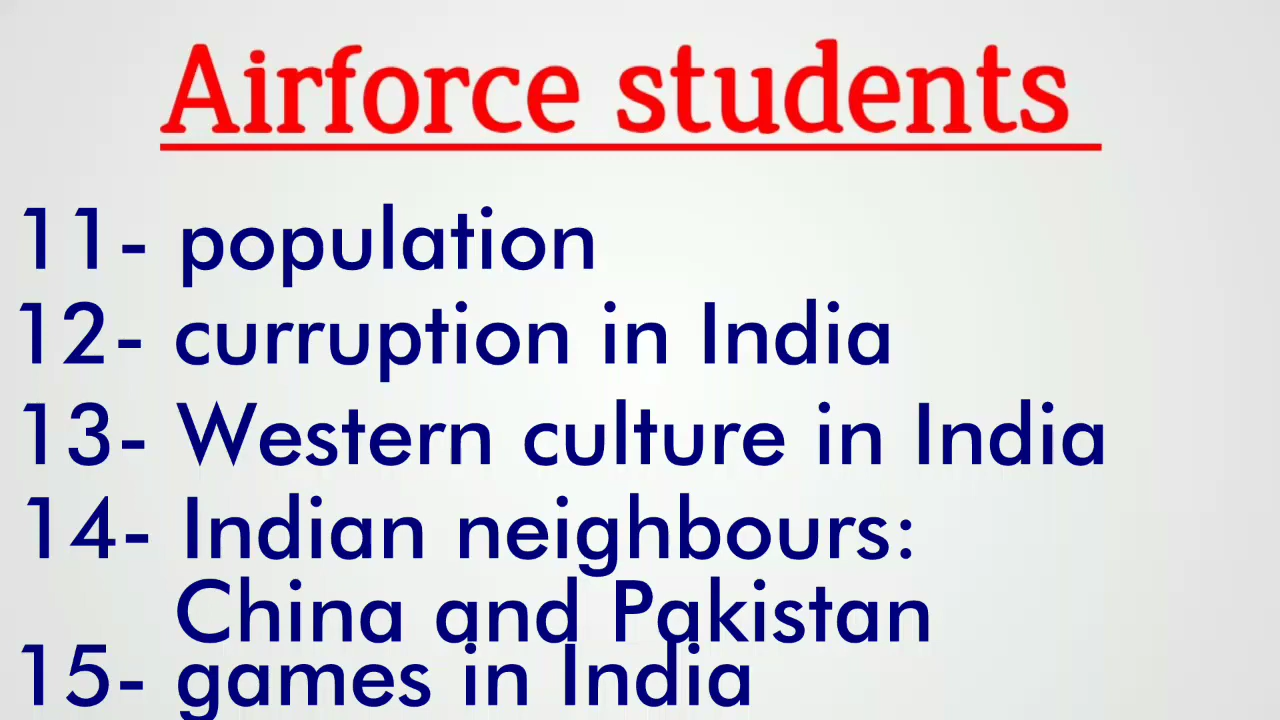 Airforce students
11- population
12- curruption in India
13- Western culture in India
14- Indian neighbours:
China and Pakistan
15- games in India